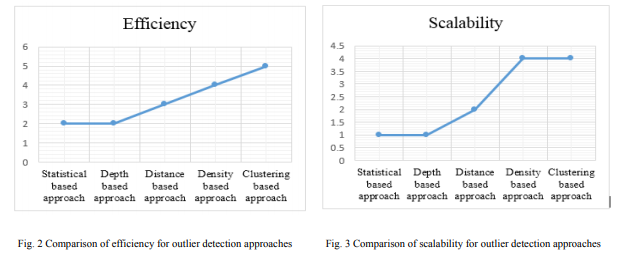 Efficiency
6
5
4
3
2
1
0
Statistical Depth Distance Density Clustering
based based based based based
approach approach approach approach approach
Scalability
4.5
4
3.5
3
2.5
2
1.5
1
0.5
0
Statistical Depth Distance Density Clustering
based based based based based
approach approach approach approach approach
Fig. 2 Comparison of efficiency for outlier detection approaches
Fig. 3 Comparison of scalability for outlier detection approaches